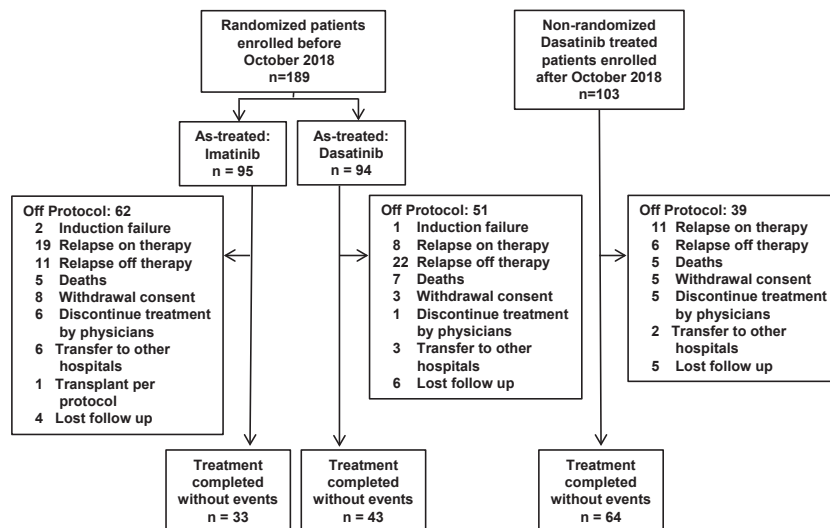 Randomized patients
enrolled before
October 2018
n=189
Non-randomized
Dasatinib treated
patients enrolled
after October 2018
n=103
As-treated:
Imatinib
n = 95
As-treated:
Dasatinib
n = 94
Off Protocol: 62
2 Induction failure
19 Relapse on therapy
11 Relapse off therapy
5 Deaths
8 Withdrawal consent
6 Discontinue treatment
by physicians
6 Transfer to other
hospitals
1 Transplant per
protocol
4 Lost follow up
Off Protocol: 51
1 Induction failure
8 Relapse on therapy
22 Relapse off therapy
7 Deaths
3 Withdrawal consent
1 Discontinue treatment
by physicians
3 Transfer to other
hospitals
6 Lost follow up
Off Protocol: 39
11 Relapse on therapy
6 Relapse off therapy
5 Deaths
5 Withdrawal consent
5 Discontinue
treatment by
physicians
2 Transfer to other
hospitals
5 Lost follow up
Treatment
completed
without events
n = 33
Treatment
completed
without events
n = 43
Treatment
completed
without events
n = 64